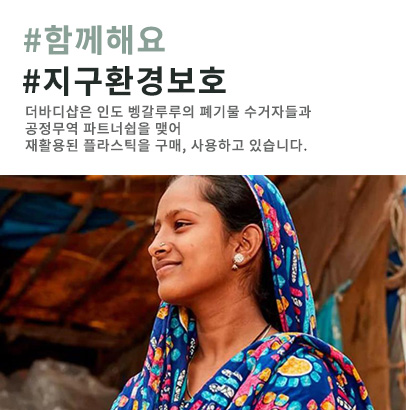 #함께해요
#지구환경보호
더바디샵은 인도 벵갈루루의 폐기물 수거자들과
공정무역 파트너쉽을 맺어
재활용된 플라스틱을 구매, 사용하고 있습니다.